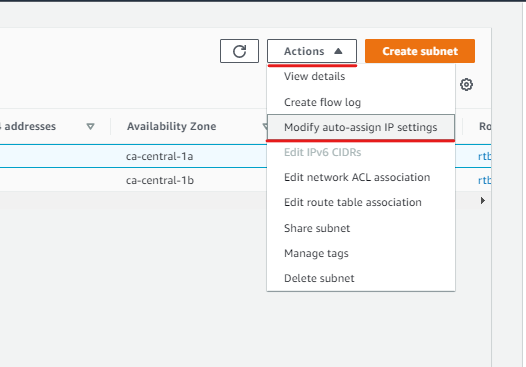 Actions
Create subnet
View details
Create flow log
addresses
Availability Zone
Modify auto-assign IP settings
Ro
ca-central-1a
Edit IPv6 CIDRs
rtb
ca-central-1b
Edit network ACL association
rtb
Edit route table association
Share subnet
Manage tags
Delete subnet